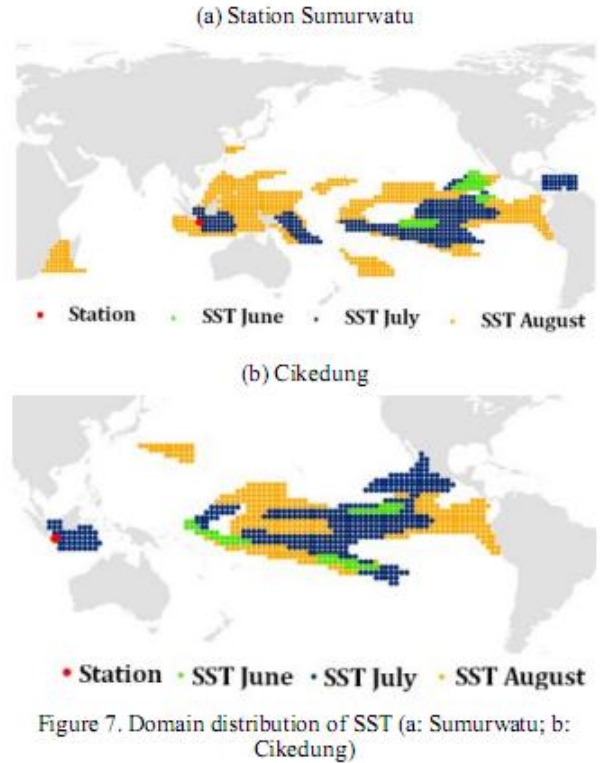 (a) Station Sumurwatu
Station SST June SST July SST August
(b) Cikedung
Station SST June SST July SST August
Figure 7. Domain distribution of SST (a: Sumurwatu; b:
Cikedung)